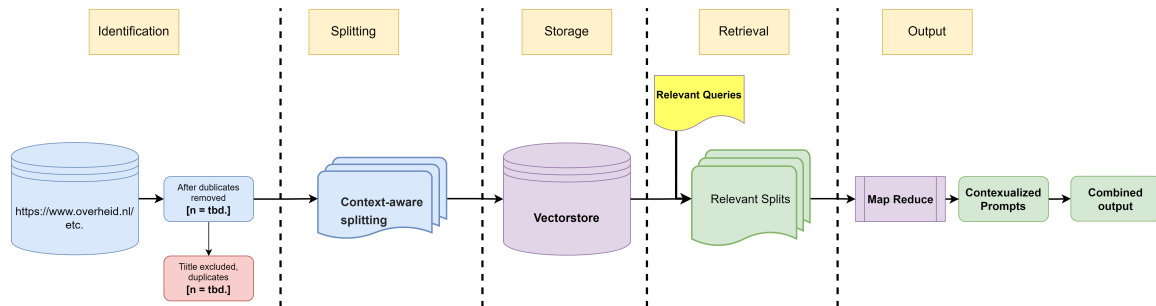 Identification
Splitting
Storage
Retrieval
Output
Relevant Queries
https://www.overheid.nl/
etc.
After dublicates
removed
[n = tbd.]
Tiitle excluded,
duplicates
[n = tbd.]
Context-aware
splitting
Vectorstore
Relevant Splits
Map Reduce
Contexualized
Prompts
Combined
output